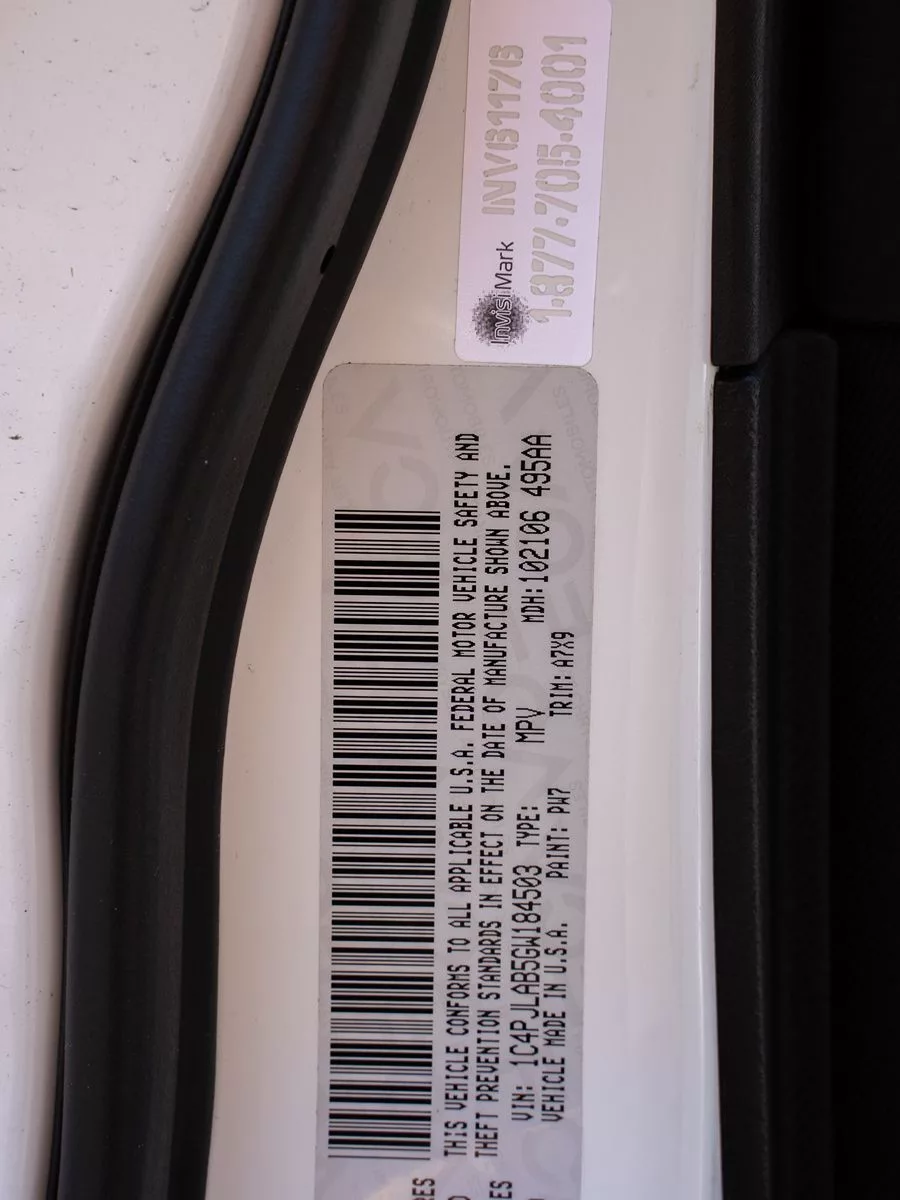 InvisiMark INVB1176
1-877-705-4001
THIS VEHICLE CONFORMS TO ALL APPLICABLE U.S.A. FEDERAL MOTOR VEHICLE SAFETY AND
THEFT PREVENTION STANDARDS IN EFFECT ON THE DATE OF MANUFACTURE SHOWN ABOVE.
VIN: 1C4PJLAB5GW184503 TYPE: MPV MDH:102106 495AA
VEHICLE MADE IN U.S.A. PAINT: PW7 TRIM: A7X9